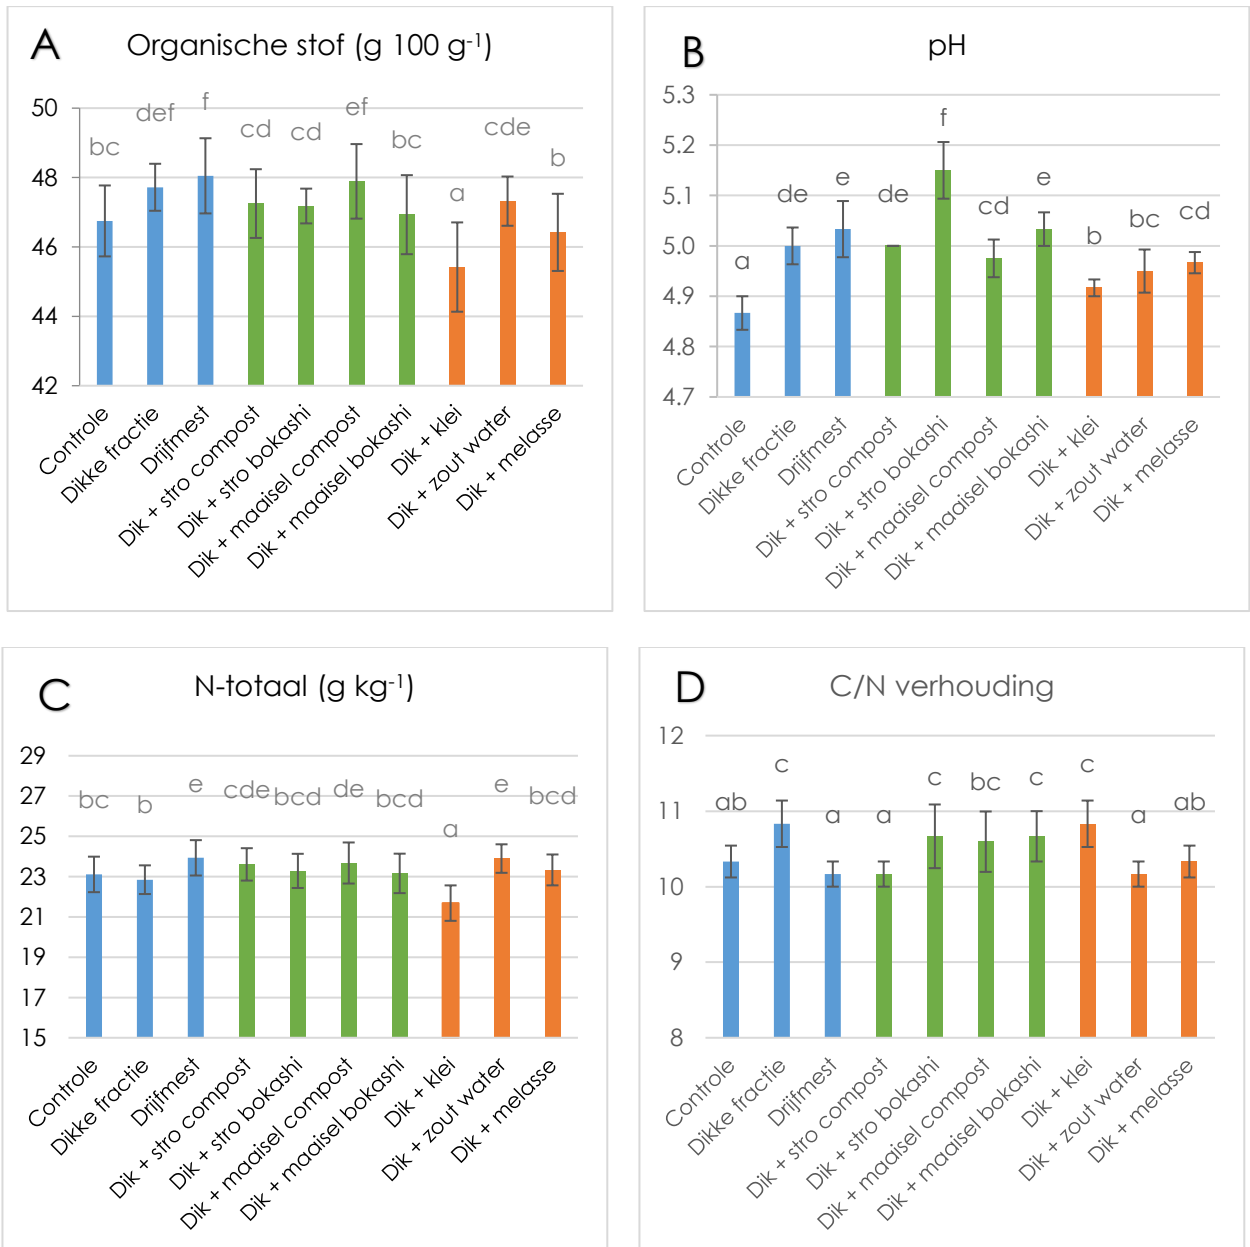 A
Organische stof (g 100 g-1)
50
48
46
44
42
bc
def
f
cd
cd
ef
bc
a
cde
b
Controle
Dikke fractie
Drijfmest
Dik + stro compost
Dik + stro bokashi
Dik + maaisel compost
Dik + maaisel bokashi
Dik + klei
Dik + zout water
Dik + melasse
B
pH
5.3
5.2
5.1
5.0
4.9
4.8
4.7
a
de
e
de
f
cd
e
b
bc
cd
Controle
Dikke fractie
Drijfmest
Dik + stro compost
Dik + stro bokashi
Dik + maaisel compost
Dik + maaisel bokashi
Dik + klei
Dik + zout water
Dik + melasse
C
N-totaal (g kg-1)
29
27
25
23
21
19
17
15
bc
b
e
cde
bcd
de
bcd
a
e
bcd
Controle
Dikke fractie
Drijfmest
Dik + stro compost
Dik + stro bokashi
Dik + maaisel compost
Dik + maaisel bokashi
Dik + klei
Dik + zout water
Dik + melasse
D
C/N verhouding
12
11
10
9
8
ab
c
a
a
c
bc
c
c
a
ab
Controle
Dikke fractie
Drijfmest
Dik + stro compost
Dik + stro bokashi
Dik + maaisel compost
Dik + maaisel bokashi
Dik + klei
Dik + zout water
Dik + melasse